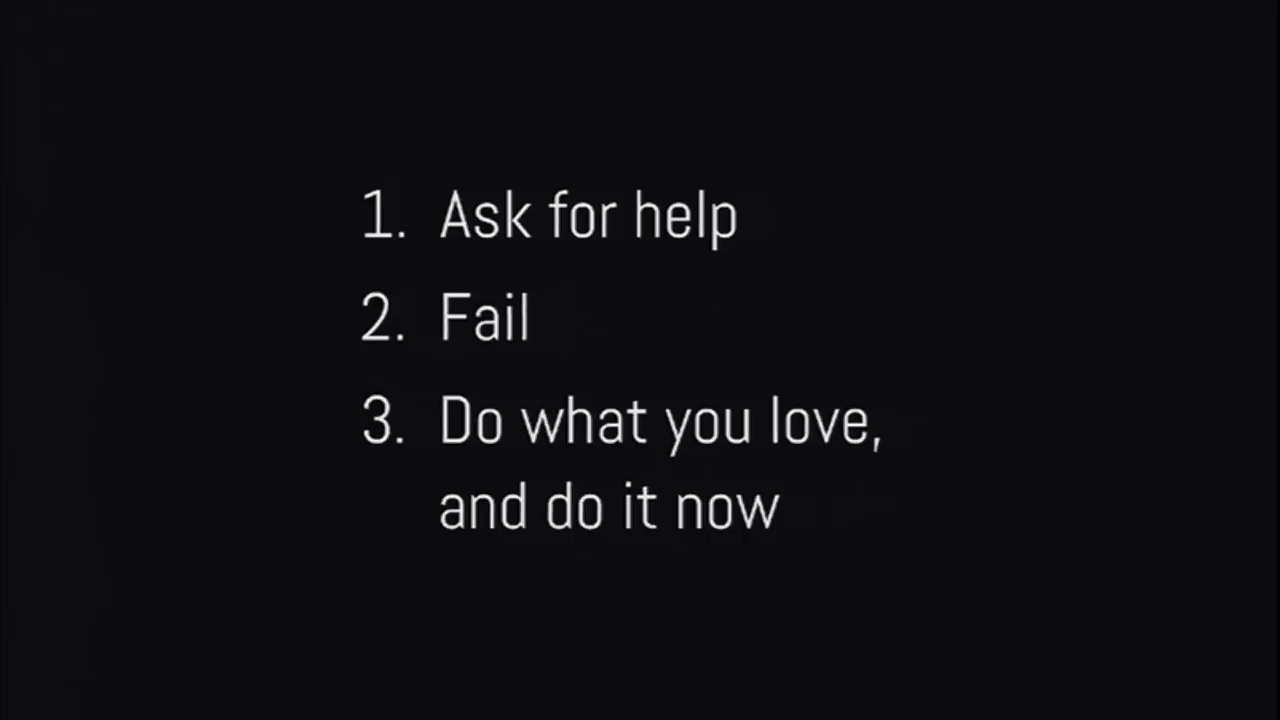 1. Ask for help
2. Fail
3. Do what you love,
and do it now